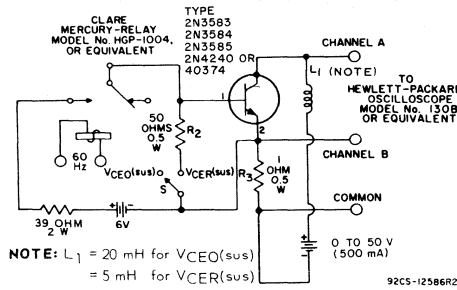 TYPE
2N3583
2N3584
2N3585
2N4240 OR
40374
CLARE
MERCURY-RELAY
MODEL No. HGP-1004,
OR EQUIVALENT
CHANNEL A
L1 (NOTE)
TO
HEWLETT-PACKARD
OSCILLOSCOPE
MODEL No. 130B
OR EQUIVALENT
1
2
50
OHMS
0.5
W
R2
60
Hz
VCEO(sus)
VCER(sus)
S
R3
1
OHM
0.5
W
CHANNEL B
COMMON
39 OHM
2 W
+ -
6V
+
-
0 TO 50 V
(500 mA)
NOTE: L1 = 20 mH for VCEO(sus)
= 5 mH for VCER(sus)
92CS-12586R2